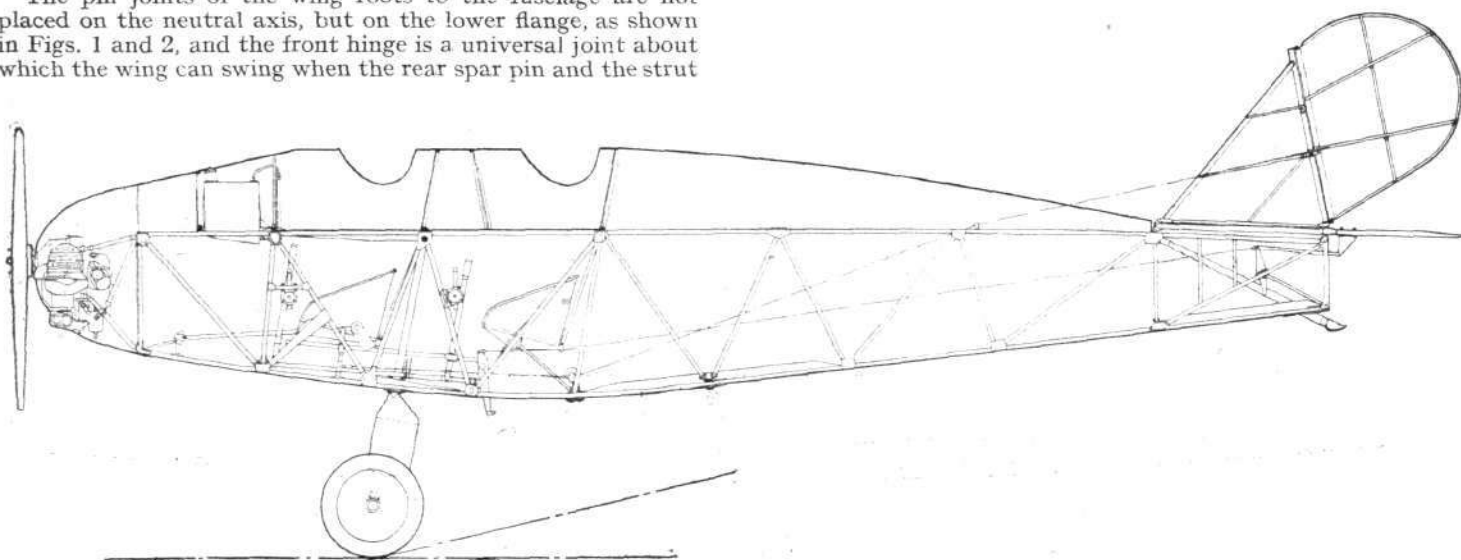 The pin joints of the wing roots to the fuselage are not
placed on the neutral axis, but on the lower flange, as shown
in Figs. 1 and 2, and the front hinge is a universal joint about
which the wing can swing when the rear spar pin and the strut